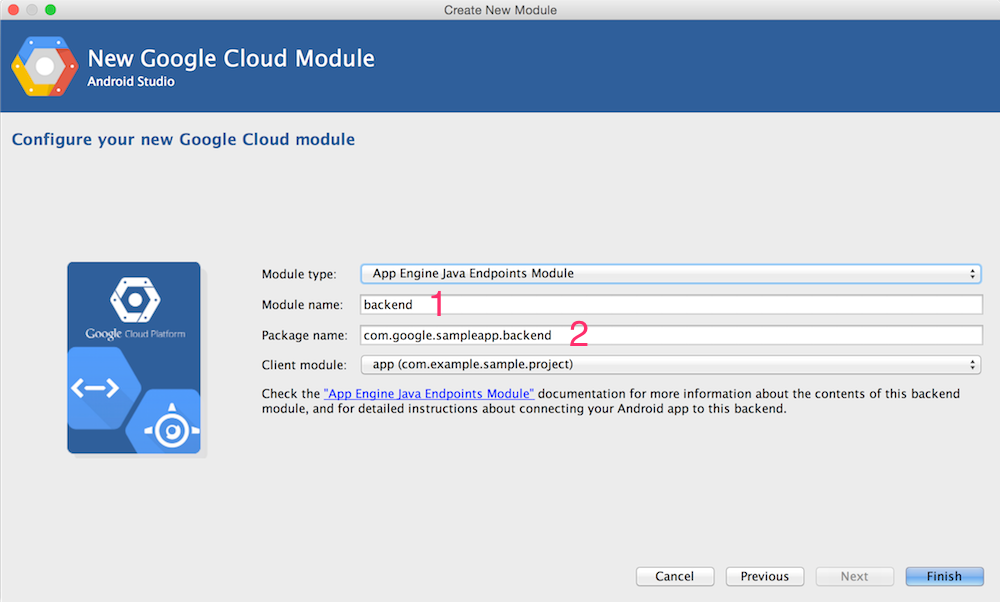 Create New Module
New Google Cloud Module
Android Studio
Configure your new Google Cloud module
Google Cloud Platform
Module type: App Engine Java Endpoints Module
Module name: backend 1
Package name: com.google.sampleapp.backend 2
Client module: app (com.example.sample.project)
Check the "App Engine Java Endpoints Module" documentation for more information about the contents of this backend
module, and for detailed instructions about connecting your Android app to this backend.
Cancel Previous Next Finish